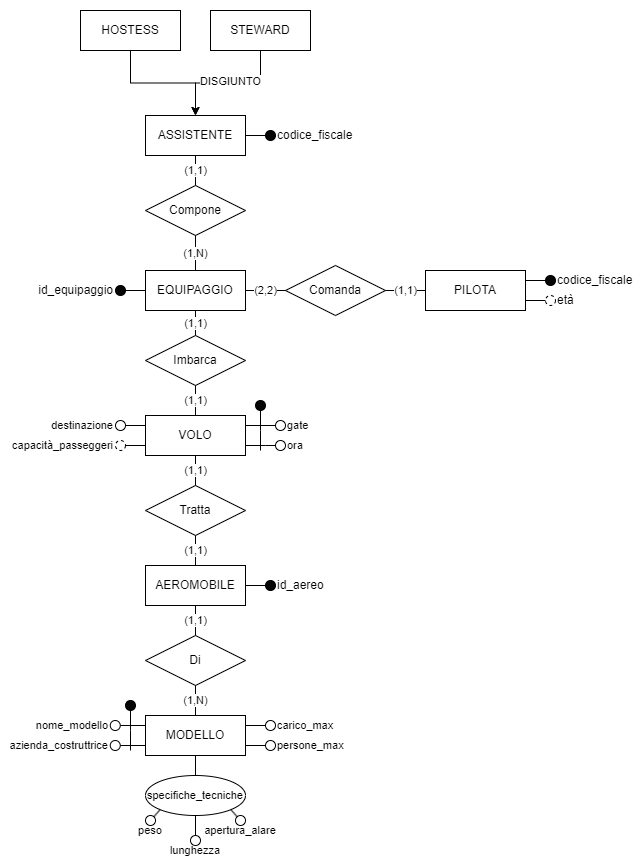 HOSTESS
STEWARD
DISGIUNTO
ASSISTENTE
codice_fiscale
(1,1)
Compone
(1,N)
id_equipaggio
EQUIPAGGIO
(2,2)
Comanda
(1,1)
PILOTA
codice_fiscale
età
(1,1)
Imbarca
(1,1)
destinazione
capacità_passeggeri
VOLO
gate
ora
(1,1)
Tratta
(1,1)
AEROMOBILE
id_aereo
(1,1)
Di
(1,N)
nome_modello
azienda_costruttrice
MODELLO
carico_max
persone_max
specifiche_tecniche
peso
lunghezza
apertura_alare